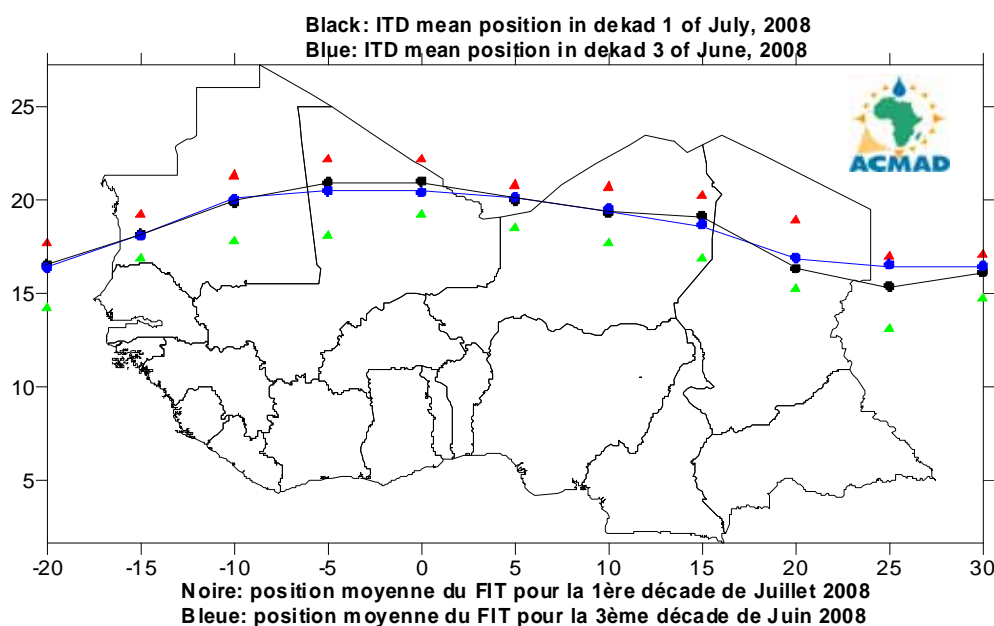 Black: ITD mean position in dekad 1 of July, 2008
Blue: ITD mean position in dekad 3 of June, 2008
25
20
15
10
5
ACMAD
-20 -15 -10 -5 0 5 10 15 20 25 30
Noire: position moyenne du FIT pour la 1ère décade de Juillet 2008
Bleue: position moyenne du FIT pour la 3ème décade de Juin 2008